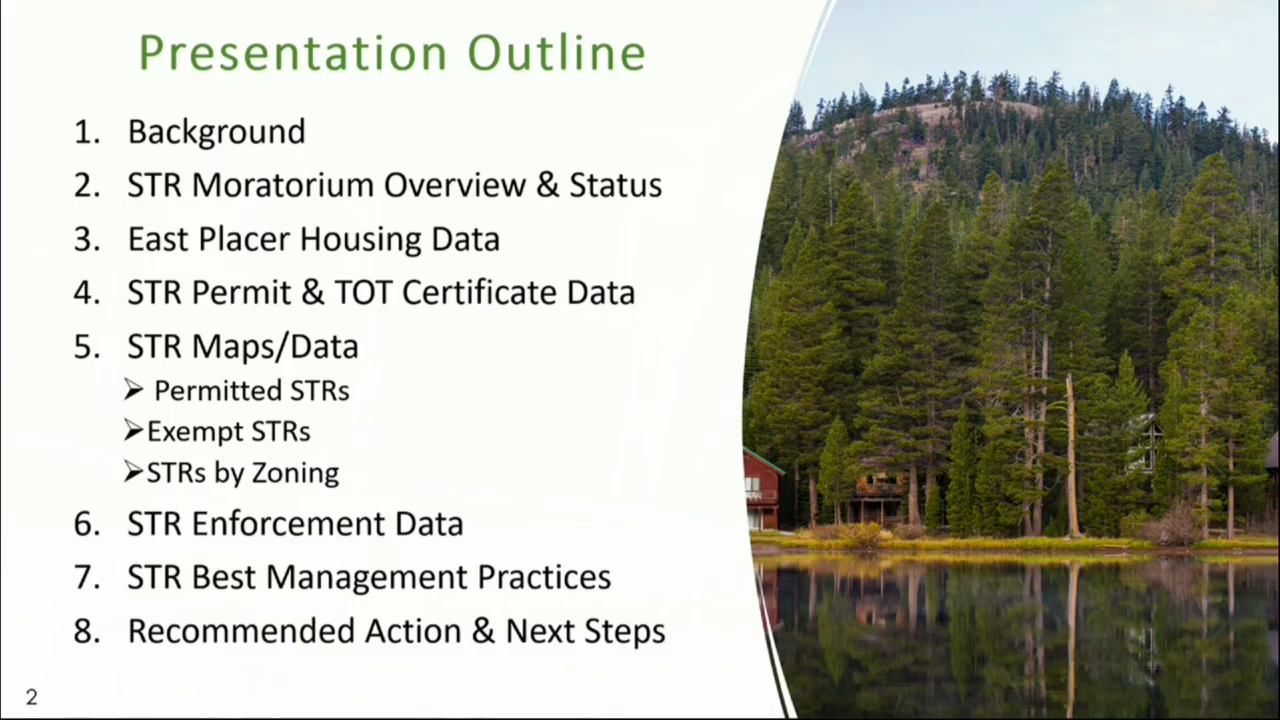 Presentation Outline
1. Background
2. STR Moratorium Overview & Status
3. East Placer Housing Data
4. STR Permit & TOT Certificate Data
5. STR Maps/Data
➢ Permitted STRs
➢Exempt STRs
➢STRs by Zoning
6. STR Enforcement Data
7. STR Best Management Practices
8. Recommended Action & Next Steps
2